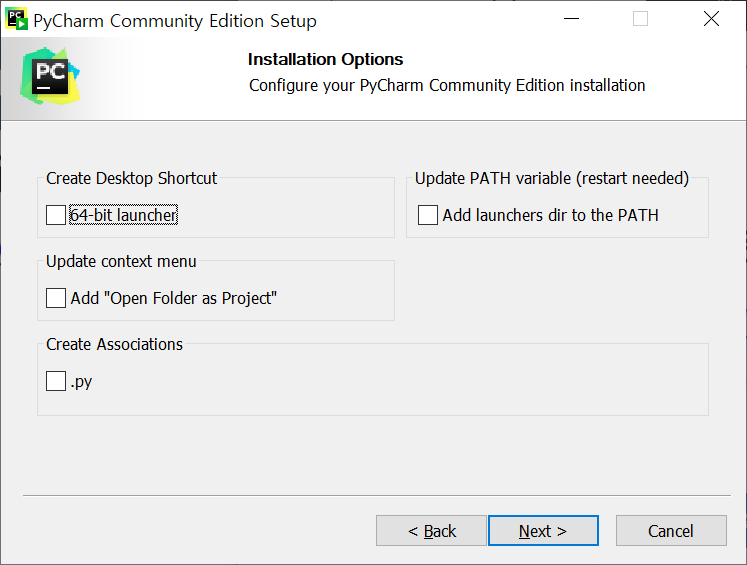 PC PyCharm Community Edition Setup
PC
Installation Options
Configure your PyCharm Community Edition installation
Create Desktop Shortcut
64-bit launcher
Update PATH variable (restart needed)
Add launchers dir to the PATH
Update context menu
Add "Open Folder as Project"
Create Associations
.py
< Back
Next >
Cancel